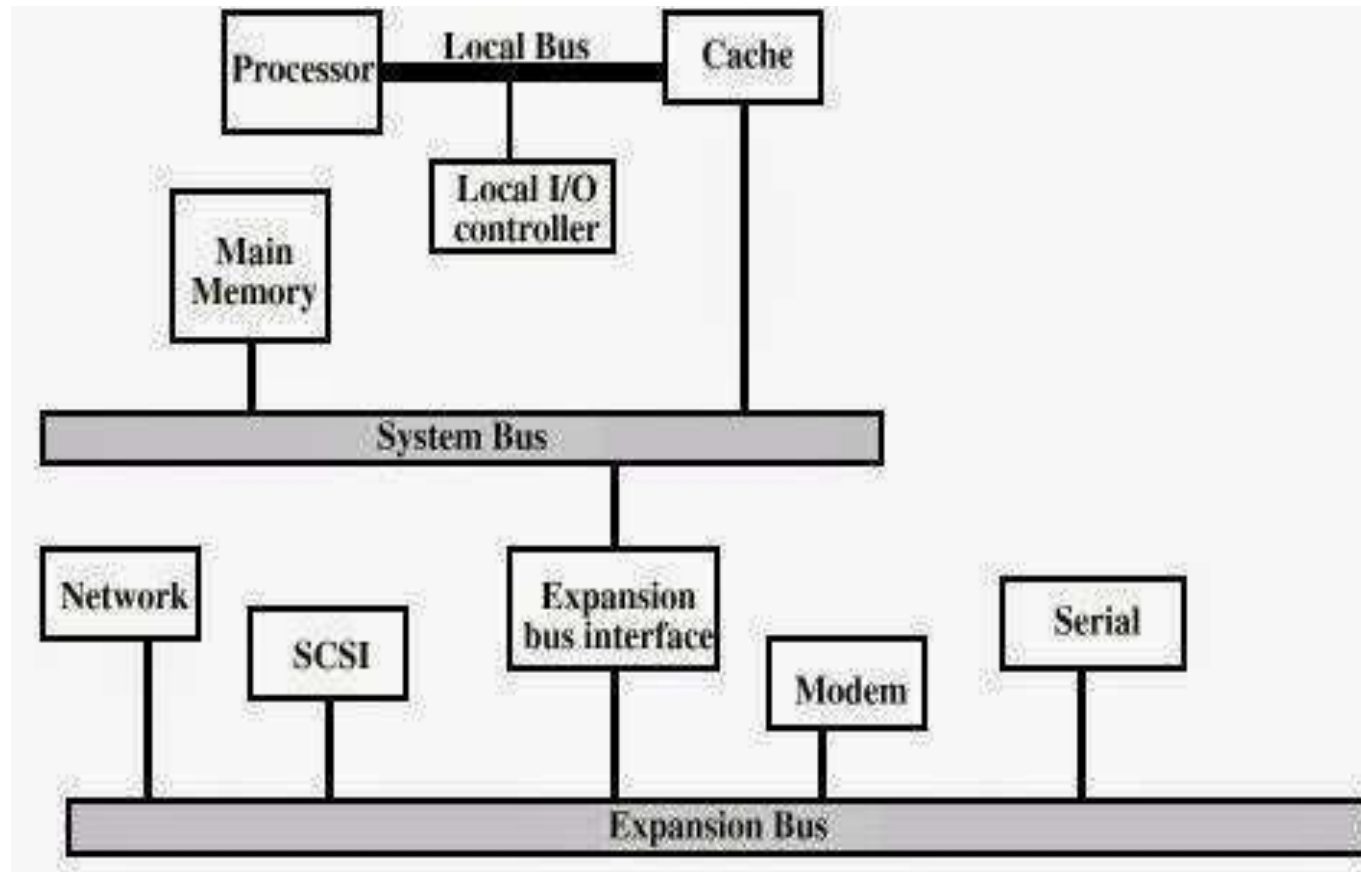 Local Bus
Processor
Cache
Local I/O
controller
Main
Memory
System Bus
Network
SCSI
Expansion
bus interface
Modem
Serial
Expansion Bus